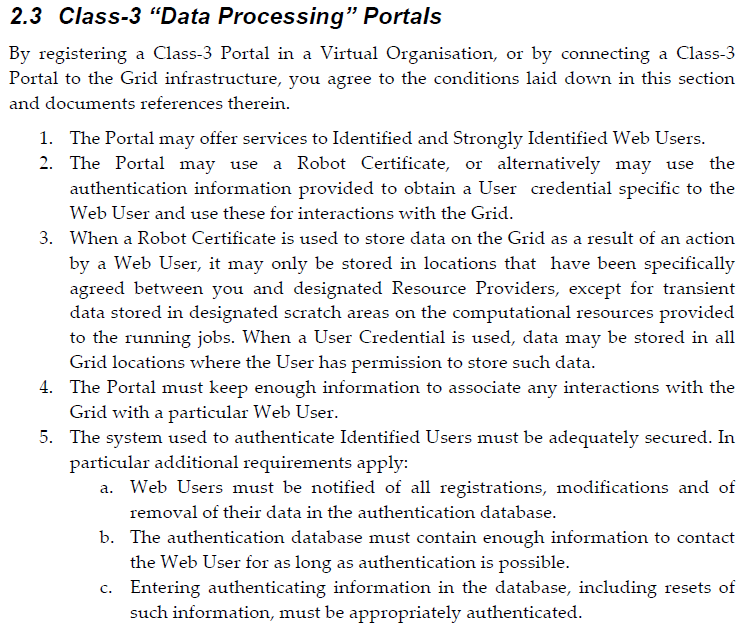 2.3 Class-3 “Data Processing” Portals
By registering a Class-3 Portal in a Virtual Organisation, or by connecting a Class-3
Portal to the Grid infrastructure, you agree to the conditions laid down in this section
and documents references therein.
1. The Portal may offer services to Identified and Strongly Identified Web Users.
2. The Portal may use a Robot Certificate, or alternatively may use the
authentication information provided to obtain a User credential specific to the
Web User and use these for interactions with the Grid.
3. When a Robot Certificate is used to store data on the Grid as a result of an action
by a Web User, it may only be stored in locations that have been specifically
agreed between you and designated Resource Providers, except for transient
data stored in designated scratch areas on the computational resources provided
to the running jobs. When a User Credential is used, data may be stored in all
Grid locations where the User has permission to store such data.
4. The Portal must keep enough information to associate any interactions with the
Grid with a particular Web User.
5. The system used to authenticate Identified Users must be adequately secured. In
particular additional requirements apply:
a. Web Users must be notified of all registrations, modifications and of
removal of their data in the authentication database.
b. The authentication database must contain enough information to contact
the Web User for as long as authentication is possible.
c. Entering authenticating information in the database, including resets of
such information, must be appropriately authenticated.